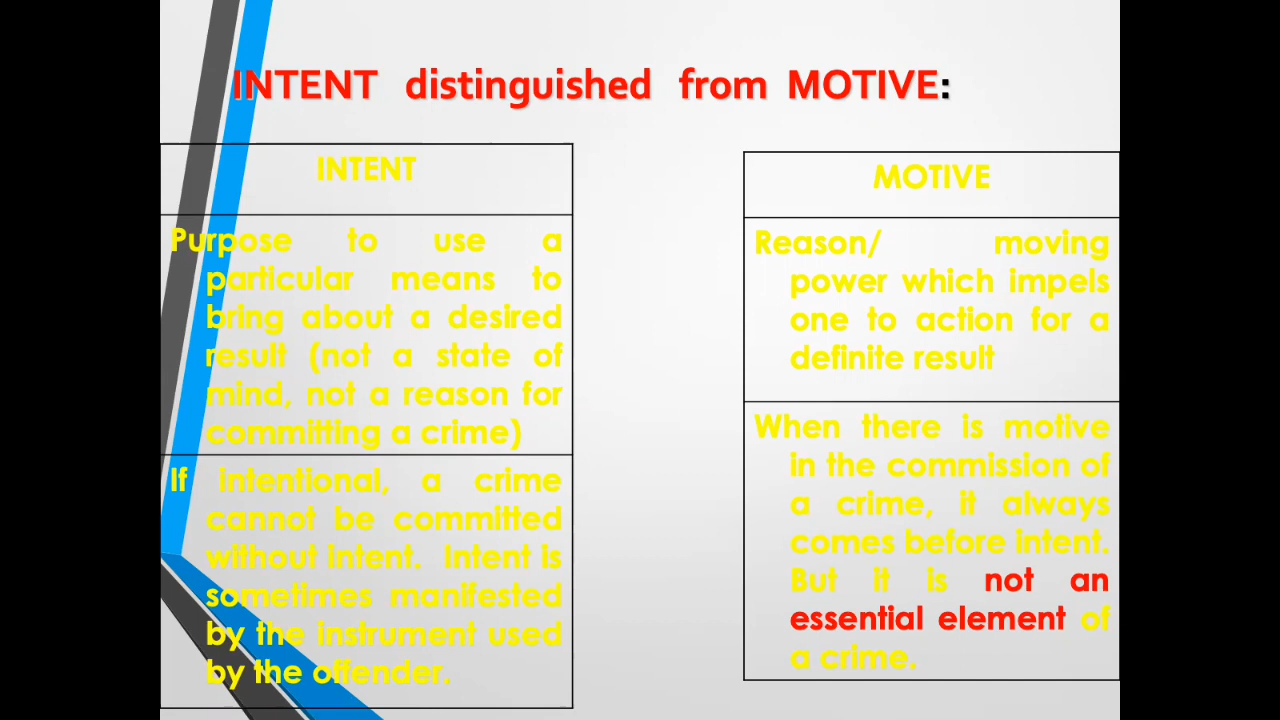 INTENT distinguished from MOTIVE:
INTENT
Purpose to use a
particular means to
bring about a desired
result (not a state of
mind, not a reason for
committing a crime)
If intentional, a crime
cannot be committed
without intent. Intent is
sometimes manifested
by the instrument used
by the offender.
MOTIVE
Reason/ moving
power which impels
one to action for a
definite result
When there is motive
in the commission of
a crime, it always
comes before intent.
But it is not an
essential element of
a crime.